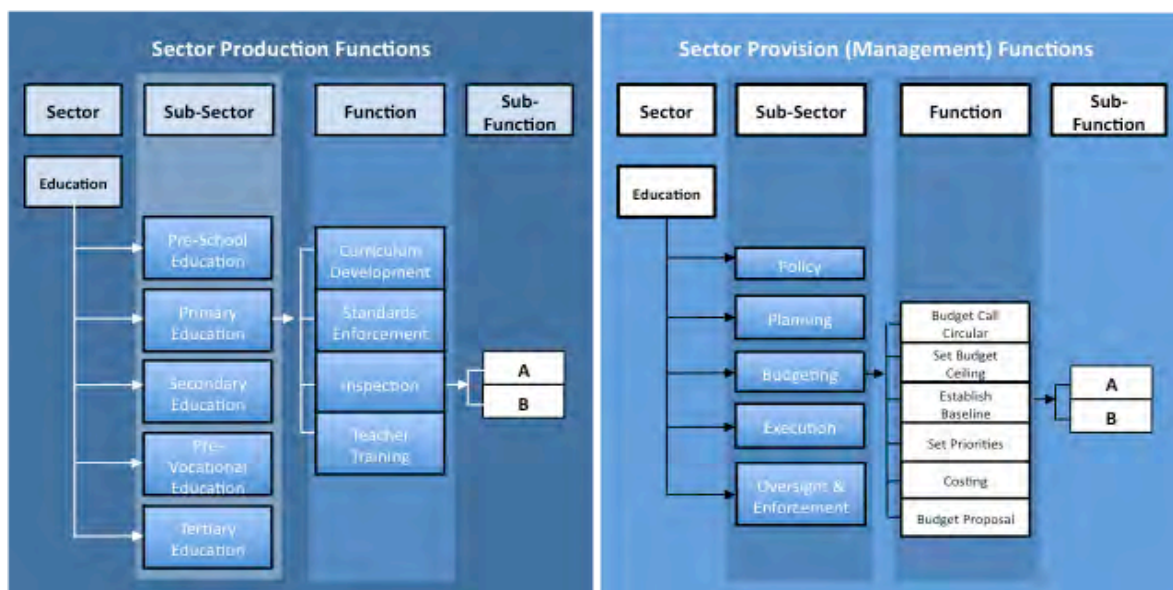 Sector Production Functions
Sector
Sub-Sector
Function
Sub-
Function
Education
Pre-School
Education
Primary
Education
Secondary
Education
Pre-
Vocational
Education
Tertiary
Education
Curriculum
Development
Standards
Enforcement
Inspection
Teacher
Training
A
B
Sector Provision (Management) Functions
Sector
Sub-Sector
Function
Sub-
Function
Education
Policy
Planning
Budgeting
Execution
Oversight &
Enforcement
Budget Call
Circular
Set Budget
Ceiling
Establish
Baseline
Set Priorities
Costing
Budget Proposal
A
B